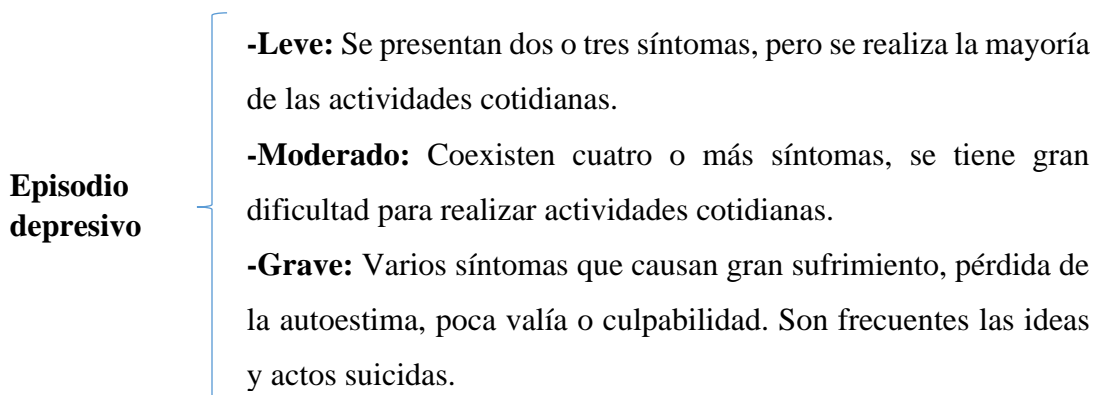 Episodio
depresivo
-Leve: Se presentan dos o tres síntomas, pero se realiza la mayoría
de las actividades cotidianas.
-Moderado: Coexisten cuatro o más síntomas, se tiene gran
dificultad para realizar actividades cotidianas.
-Grave: Varios síntomas que causan gran sufrimiento, pérdida de
la autoestima, poca valía o culpabilidad. Son frecuentes las ideas
y actos suicidas.